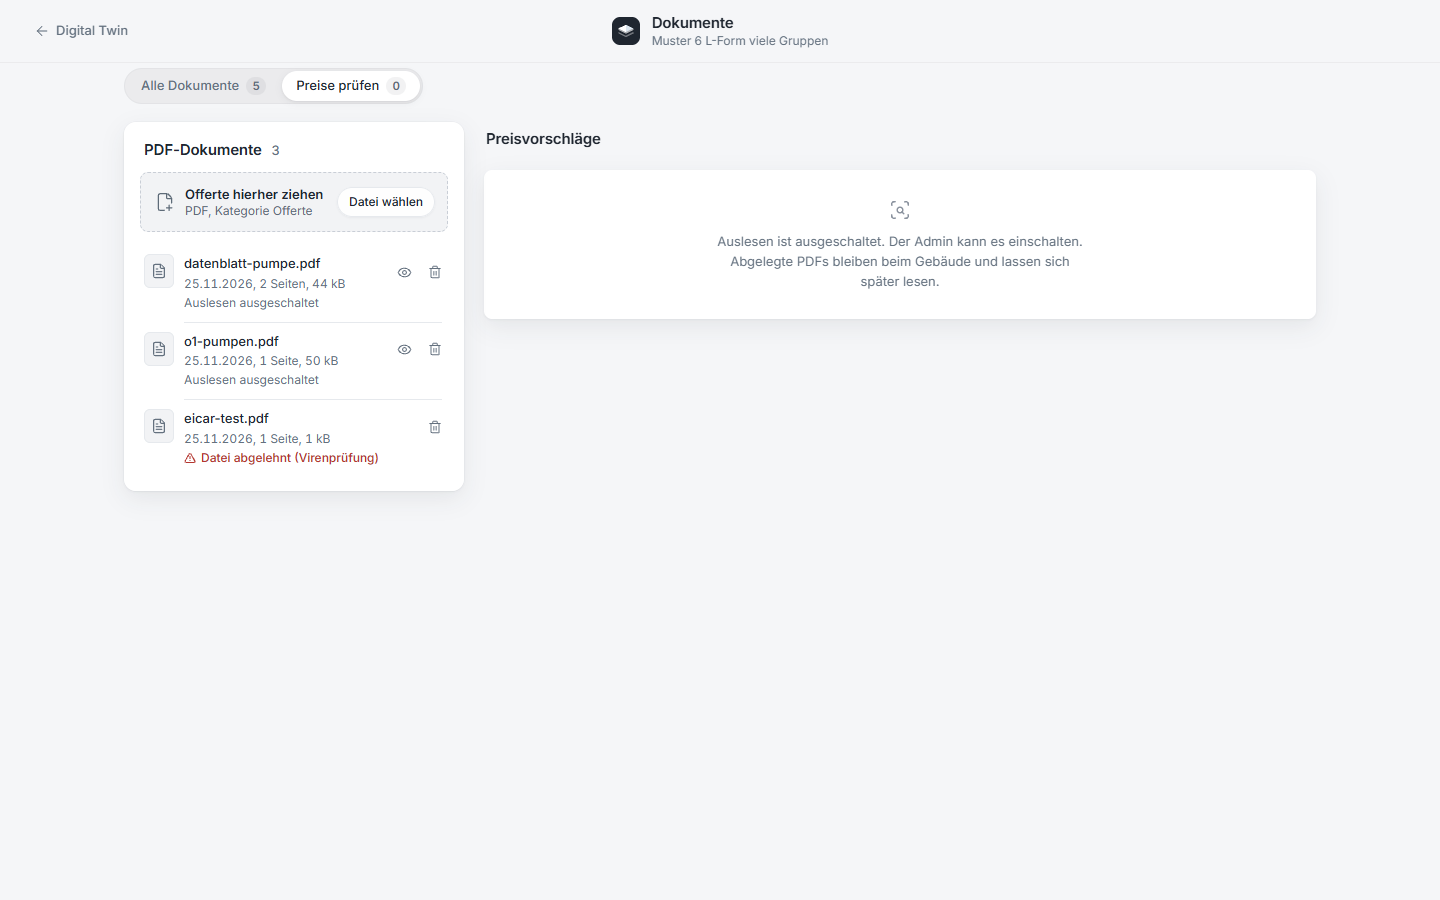 Digital Twin
Dokumente
Muster 6 L-Form viele Gruppen
Alle Dokumente 5
Preise prüfen 0
PDF-Dokumente 3
Offerte hierher ziehen
PDF, Kategorie Offerte
Datei wählen
datenblatt-pumpe.pdf
25.11.2026, 2 Seiten, 44 kB
Auslesen ausgeschaltet
o1-pumpen.pdf
25.11.2026, 1 Seite, 50 kB
Auslesen ausgeschaltet
eicar-test.pdf
25.11.2026, 1 Seite, 1 kB
Datei abgelehnt (Virenprüfung)
Preisvorschläge
Auslesen ist ausgeschaltet. Der Admin kann es einschalten.
Abgelegte PDFs bleiben beim Gebäude und lassen sich
später lesen.